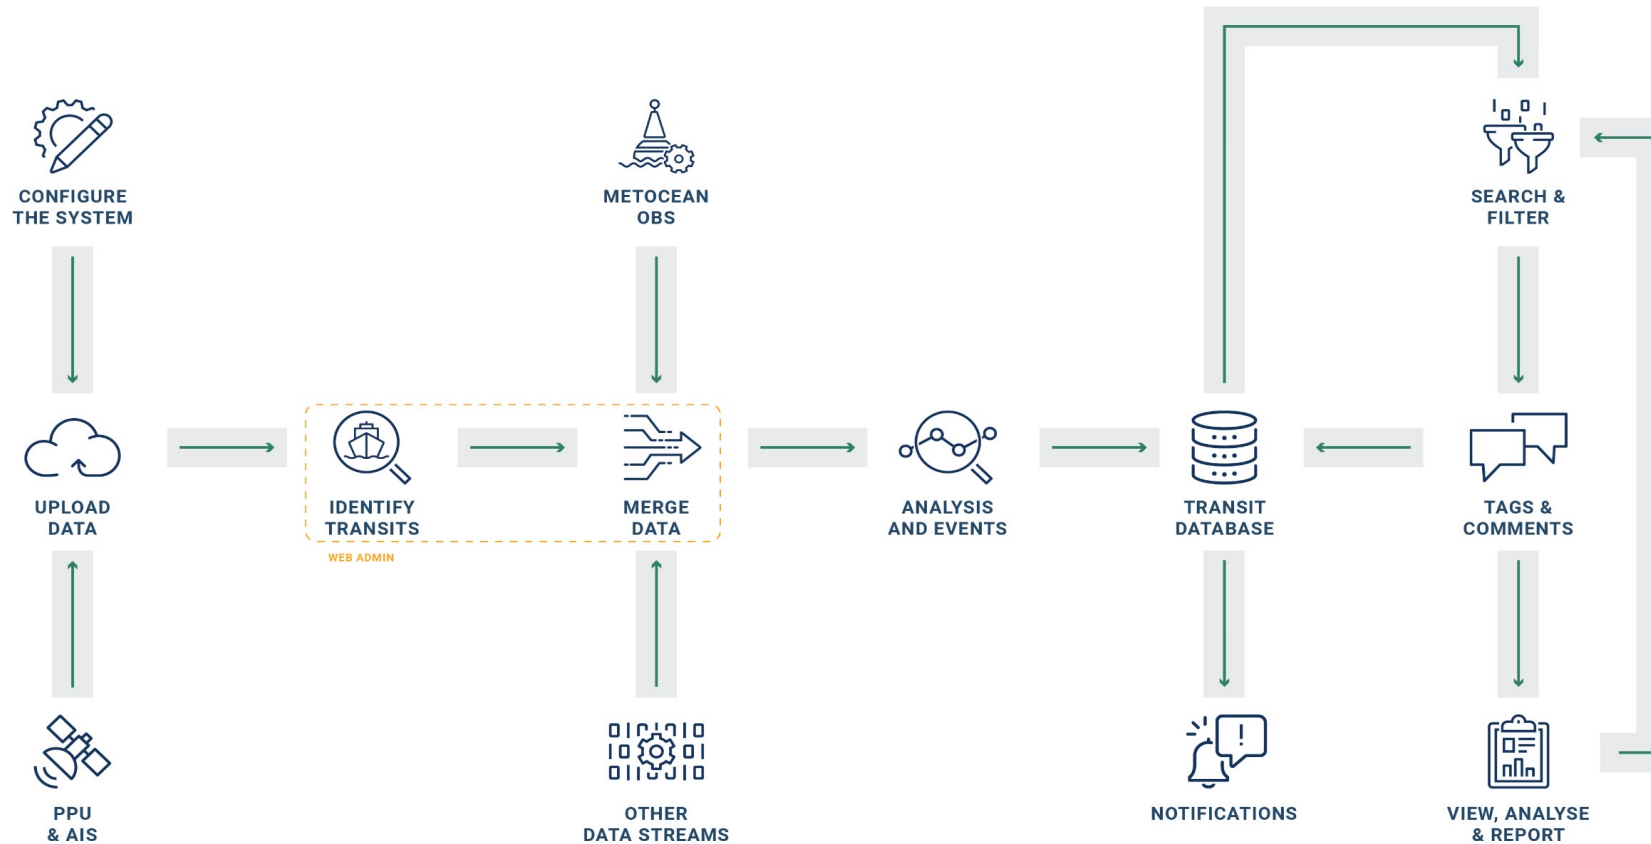 CONFIGURE
THE SYSTEM
METOCEAN
OBS
SEARCH &
FILTER
UPLOAD
DATA
IDENTIFY
TRANSITS
MERGE
DATA
ANALYSIS
AND EVENTS
TRANSIT
DATABASE
TAGS &
COMMENTS
WEB ADMIN
PPU
& AIS
OTHER
DATA STREAMS
NOTIFICATIONS
VIEW, ANALYSE
& REPORT